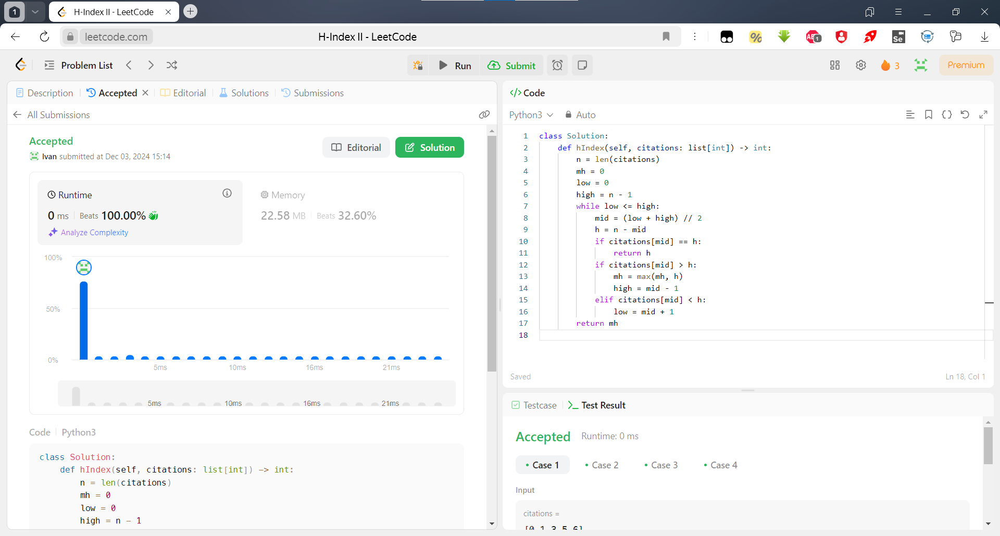 1
H-Index II - LeetCode
leetcode.com
H-Index II - LeetCode
%
ABP 1
Se
Problem List
Run
Submit
3
Premium
Description
Accepted
Editorial
Solutions
Submissions
All Submissions
Accepted
Ivan submitted at Dec 03, 2024 15:14
Editorial
Solution
Runtime
0 ms Beats 100.00%
Analyze Complexity
Memory
22.58 MB Beats 32.60%
100%
50%
0%
5ms 10ms 16ms 21ms
5ms 10ms 16ms 21ms
Code Python3
class Solution:
    def hIndex(self, citations: list[int]) -> int:
        n = len(citations)
        mh = 0
        low = 0
        high = n - 1
</> Code
Python3 Auto
1 class Solution:
2     def hIndex(self, citations: list[int]) -> int:
3         n = len(citations)
4         mh = 0
5         low = 0
6         high = n - 1
7         while low <= high:
8             mid = (low + high) // 2
9             h = n - mid
10             if citations[mid] == h:
11                 return h
12             if citations[mid] > h:
13                 mh = max(mh, h)
14                 high = mid - 1
15             elif citations[mid] < h:
16                 low = mid + 1
17         return mh
18
Saved
Ln 18, Col 1
Testcase
Test Result
Accepted Runtime: 0 ms
• Case 1 • Case 2 • Case 3 • Case 4
Input
citations =
[0,1,3,5,6]